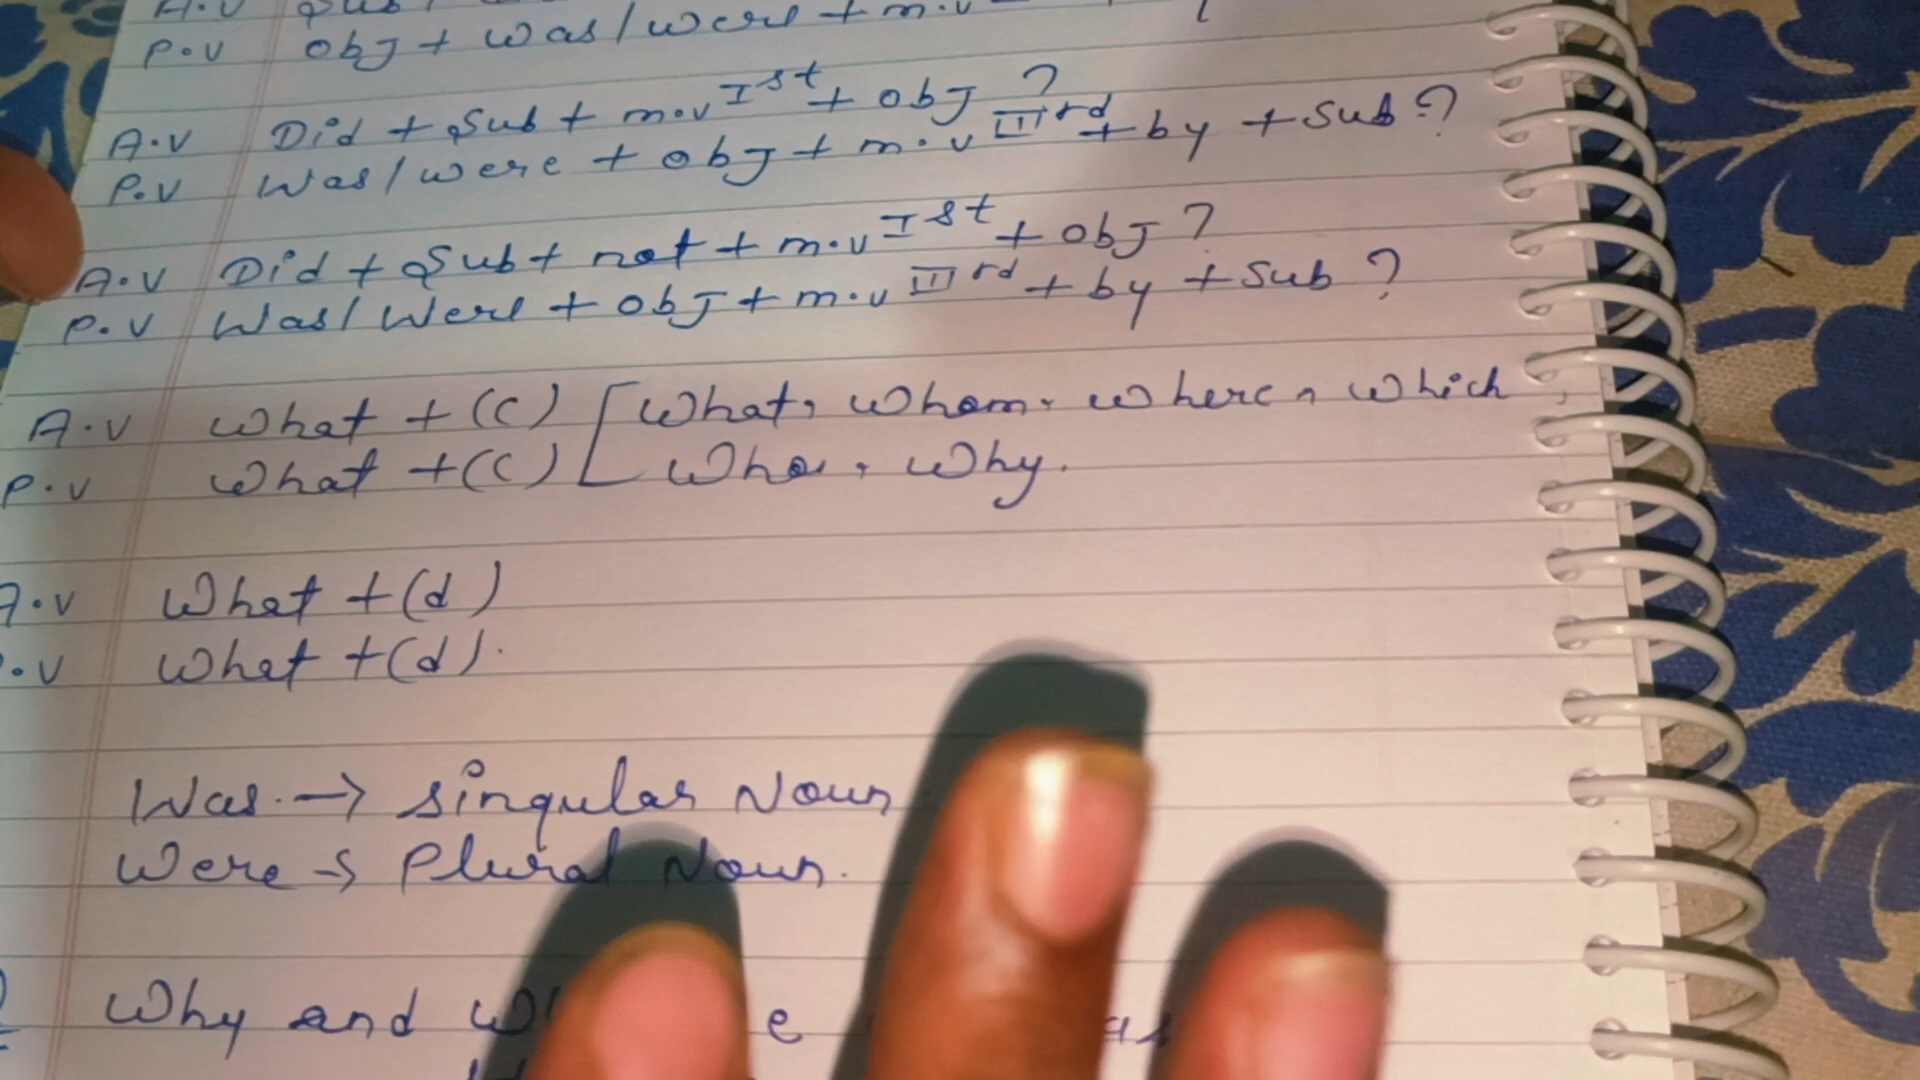 A.V
P.V obj + was/were + m.v
A.V Did + Sub + m.v Ist + obj ?
P.V Was/were + obj + m.v IIIrd + by + Sub ?
A.V Did + Sub + not + m.v Ist + obj ?
P.V Was/Were + obj + m.v IIIrd + by + Sub ?
A.V What + (c) [ What, Whom, where, which
P.V What + (c) [ Who, Why.
A.V What + (d)
P.V What + (d).
Was. → singular Noun
Were → Plural Noun.
Why and